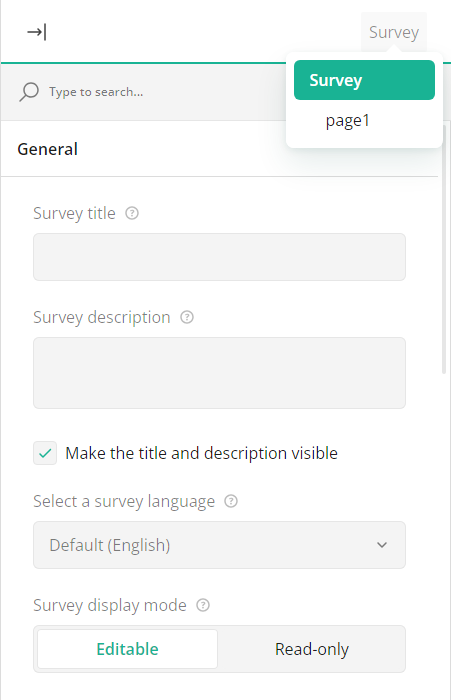 Survey
Type to search...
Survey
page1
General
Survey title ?
Survey description ?
Make the title and description visible
Select a survey language ?
Default (English)
Survey display mode ?
Editable Read-only